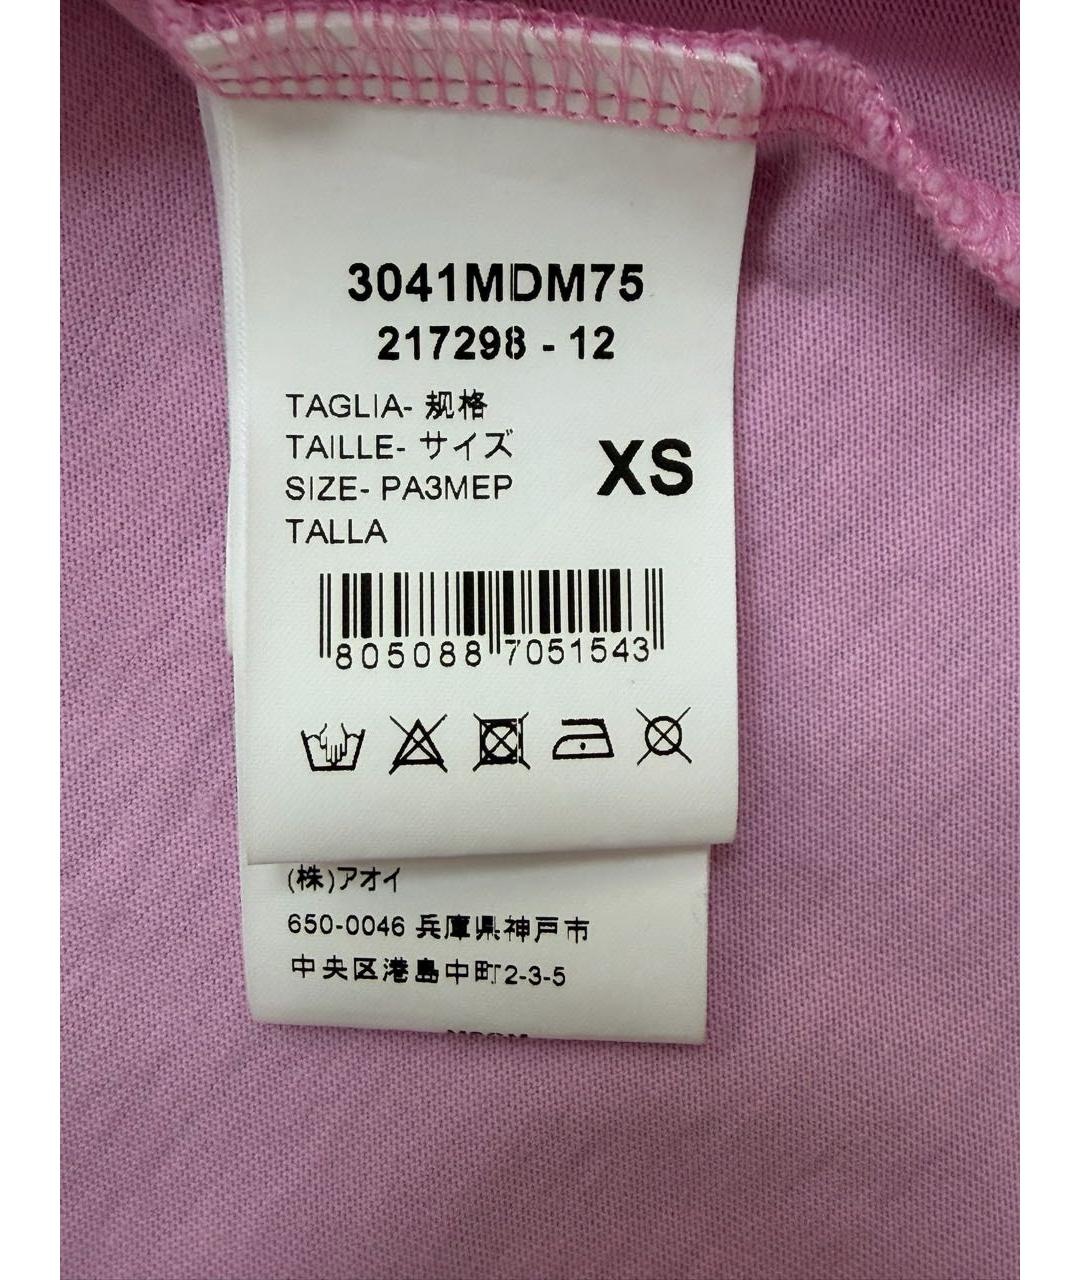 3041MDM75
217298 - 12
TAGLIA- 规格
TAILLE- サイズ
SIZE- РАЗМЕР
TALLA
XS
805088 7051543
(株)アオイ
650-0046 兵庫県神戸市
中央区港島中町2-3-5